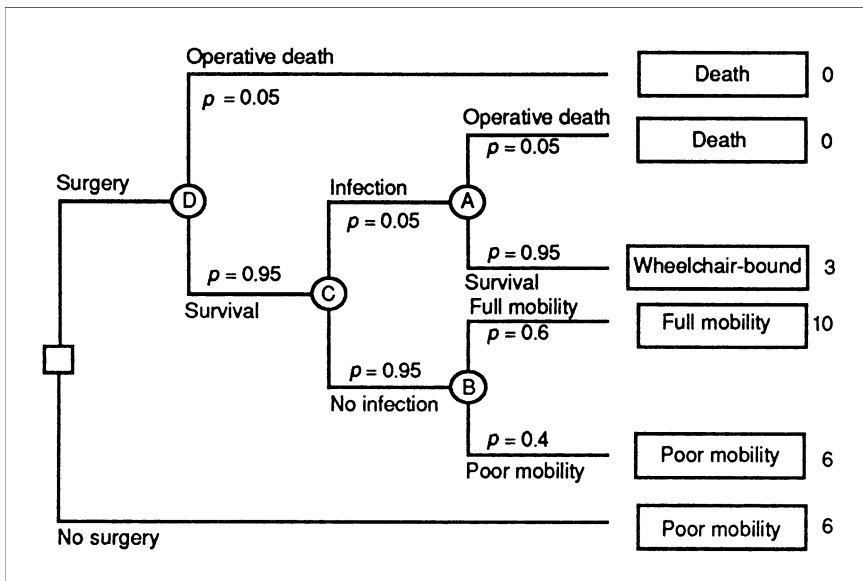 Operative death
p = 0.05
Death 0
Operative death
p = 0.05
Death 0
Surgery
D
Infection
p = 0.05
A
p = 0.95
Survival
Wheelchair-bound 3
p = 0.95
Survival
C
Full mobility
p = 0.6
Full mobility 10
p = 0.95
No infection
B
p = 0.4
Poor mobility
Poor mobility 6
No surgery
Poor mobility 6